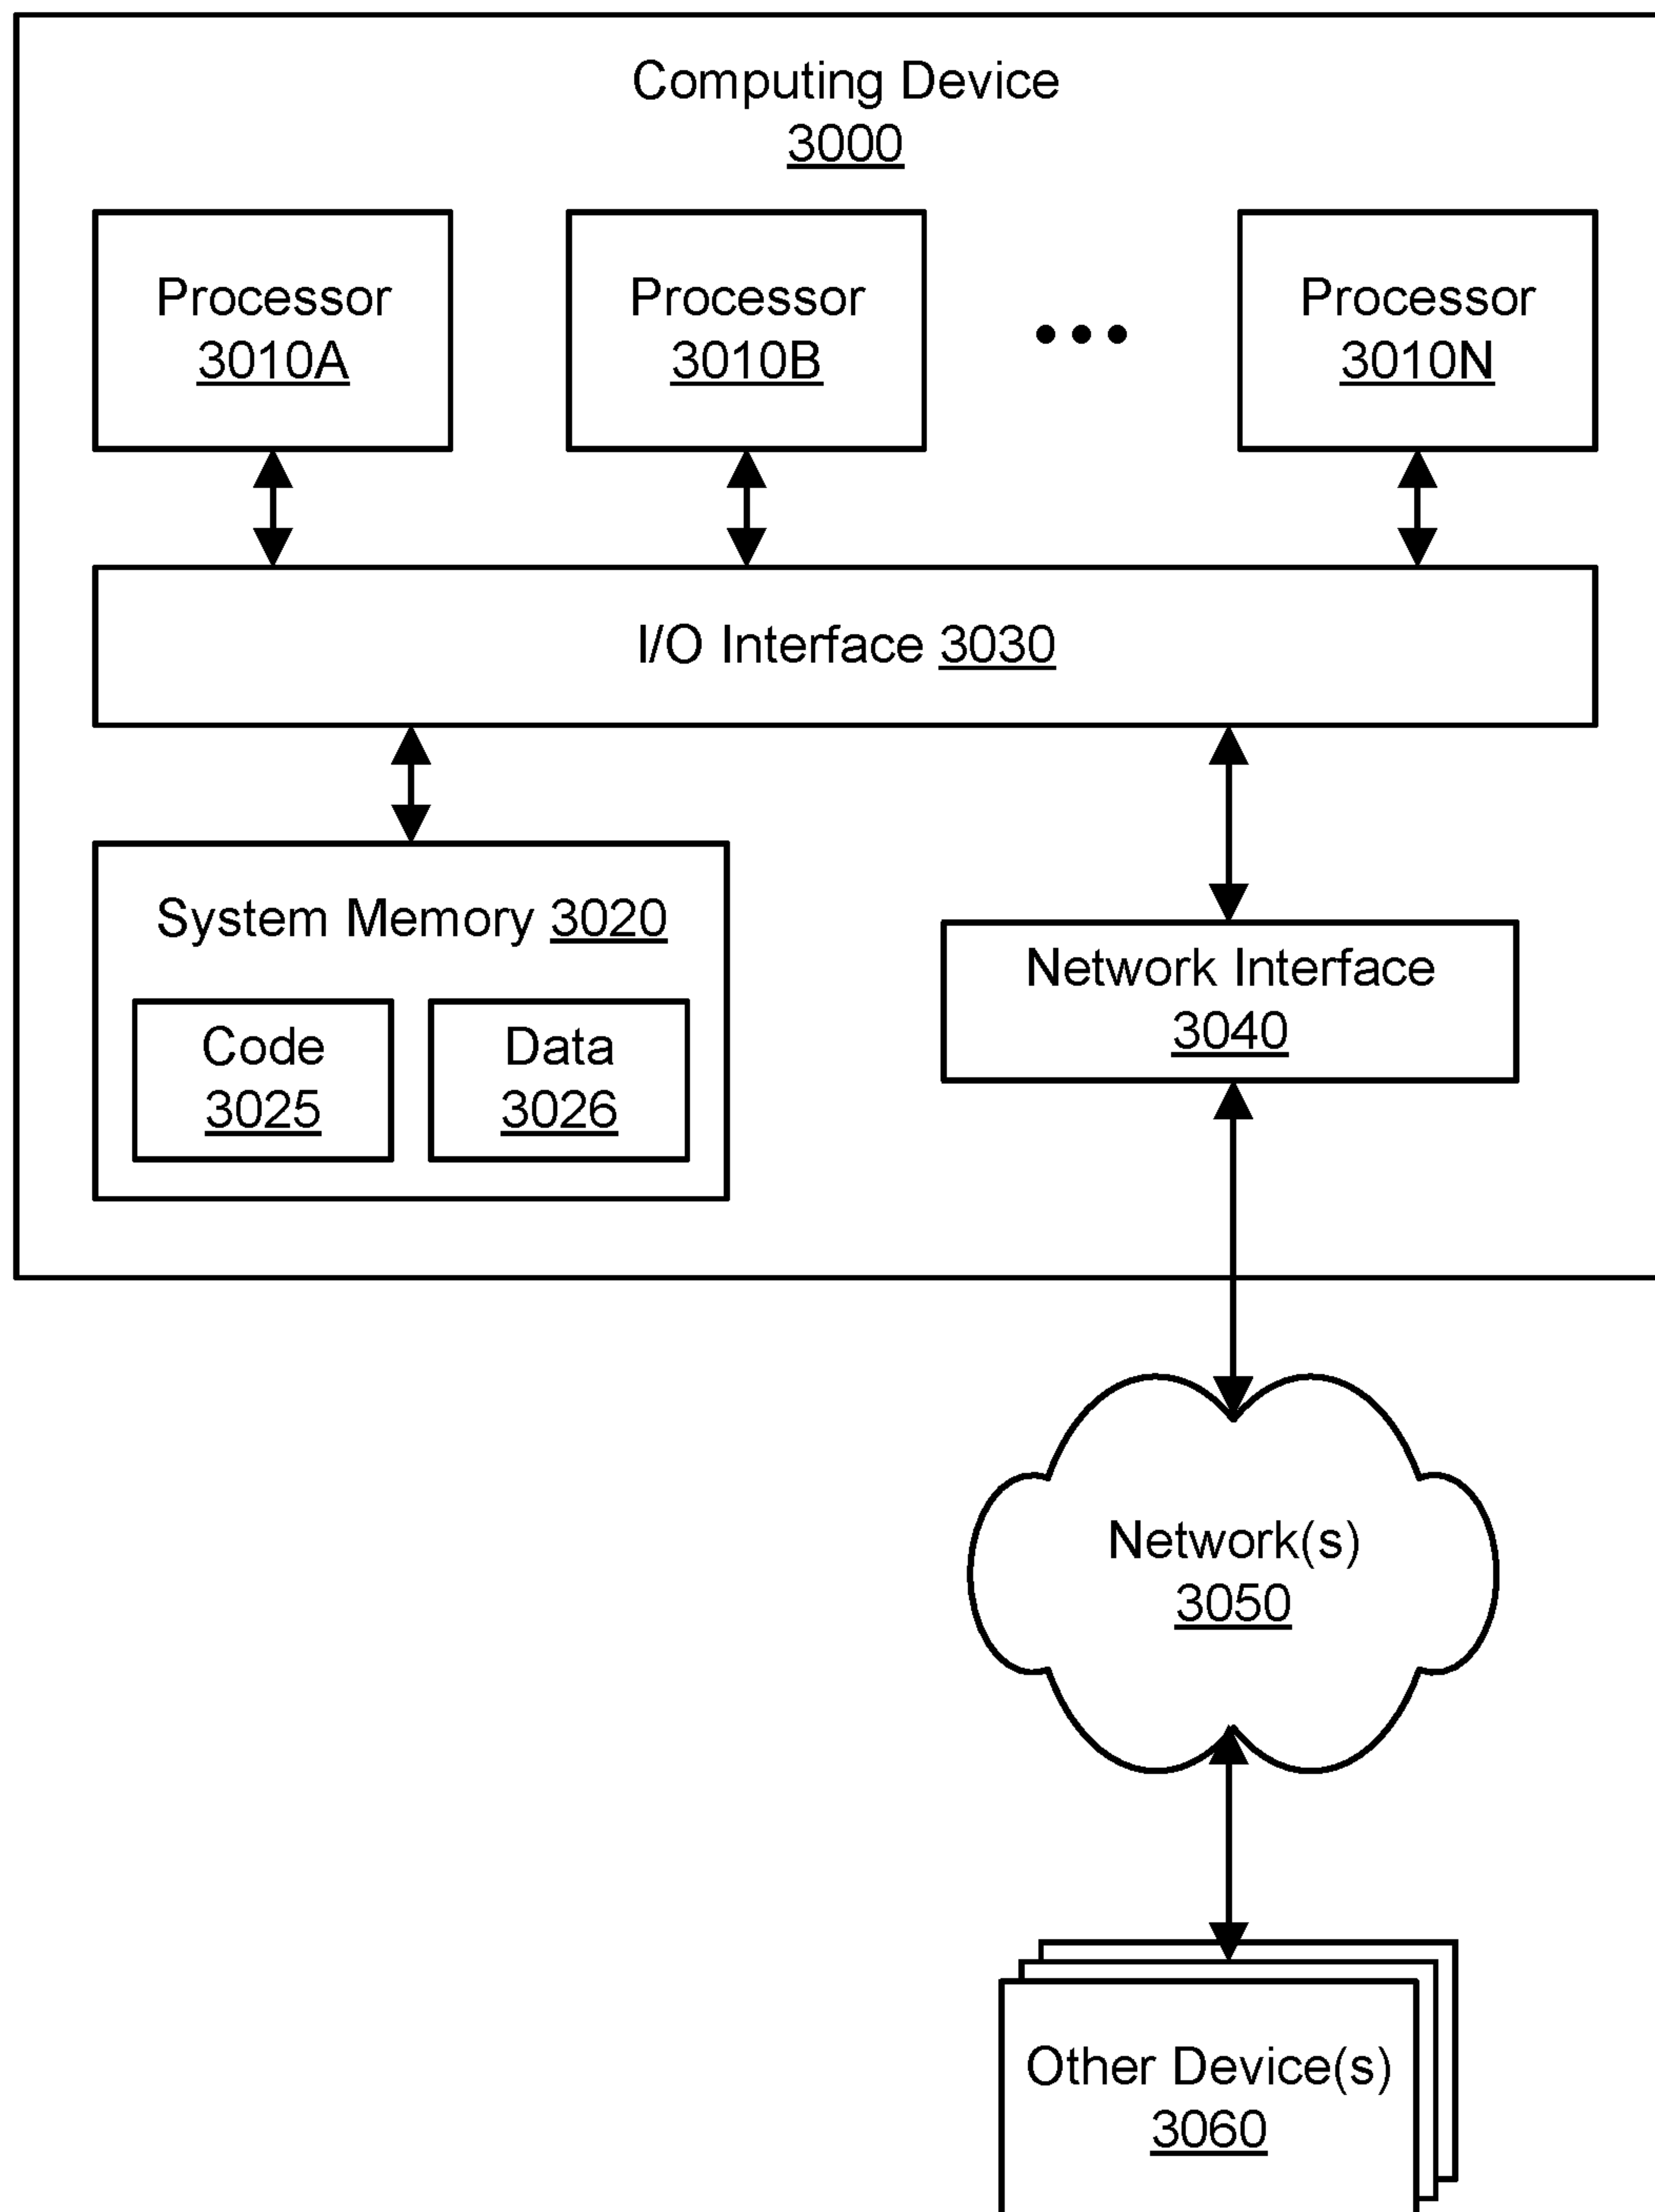 Computing Device
3000
Processor
3010A
Processor
3010B
Processor
3010N
I/O Interface 3030
System Memory 3020
Code
3025
Data
3026
Network Interface
3040
Network(s)
3050
Other Device(s)
3060